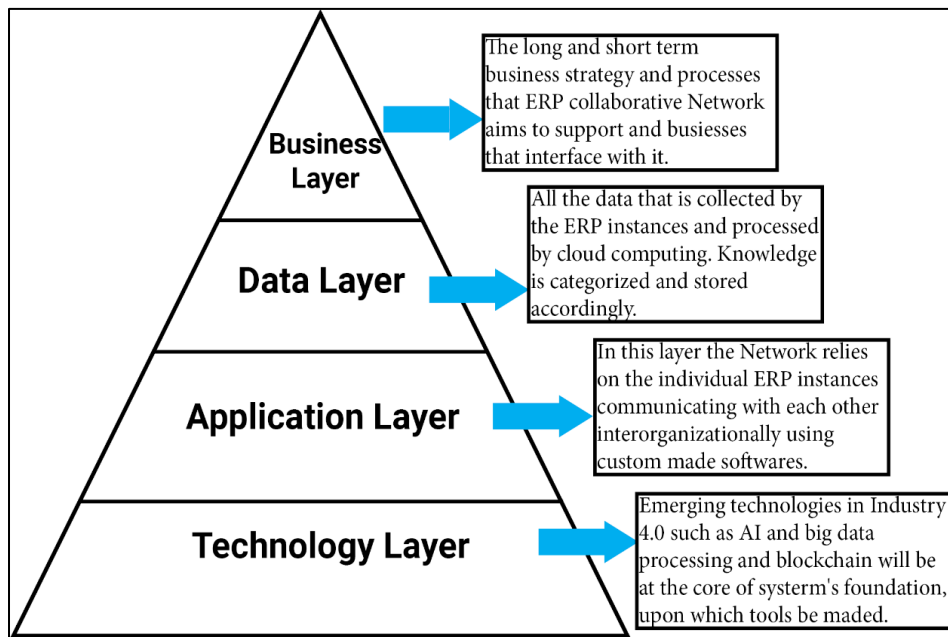 Business
Layer
The long and short term
business strategy and processes
that ERP collaborative Network
aims to support and busiesses
that interface with it.
Data Layer
All the data that is collected by
the ERP instances and processed
by cloud computing. Knowledge
is categorized and stored
accordingly.
Application Layer
In this layer the Network relies
on the individual ERP instances
communicating with each other
interorganizationally using
custom made softwares.
Technology Layer
Emerging technologies in Industry
4.0 such as AI and big data
processing and blockchain will be
at the core of systerm's foundation,
upon which tools be maded.